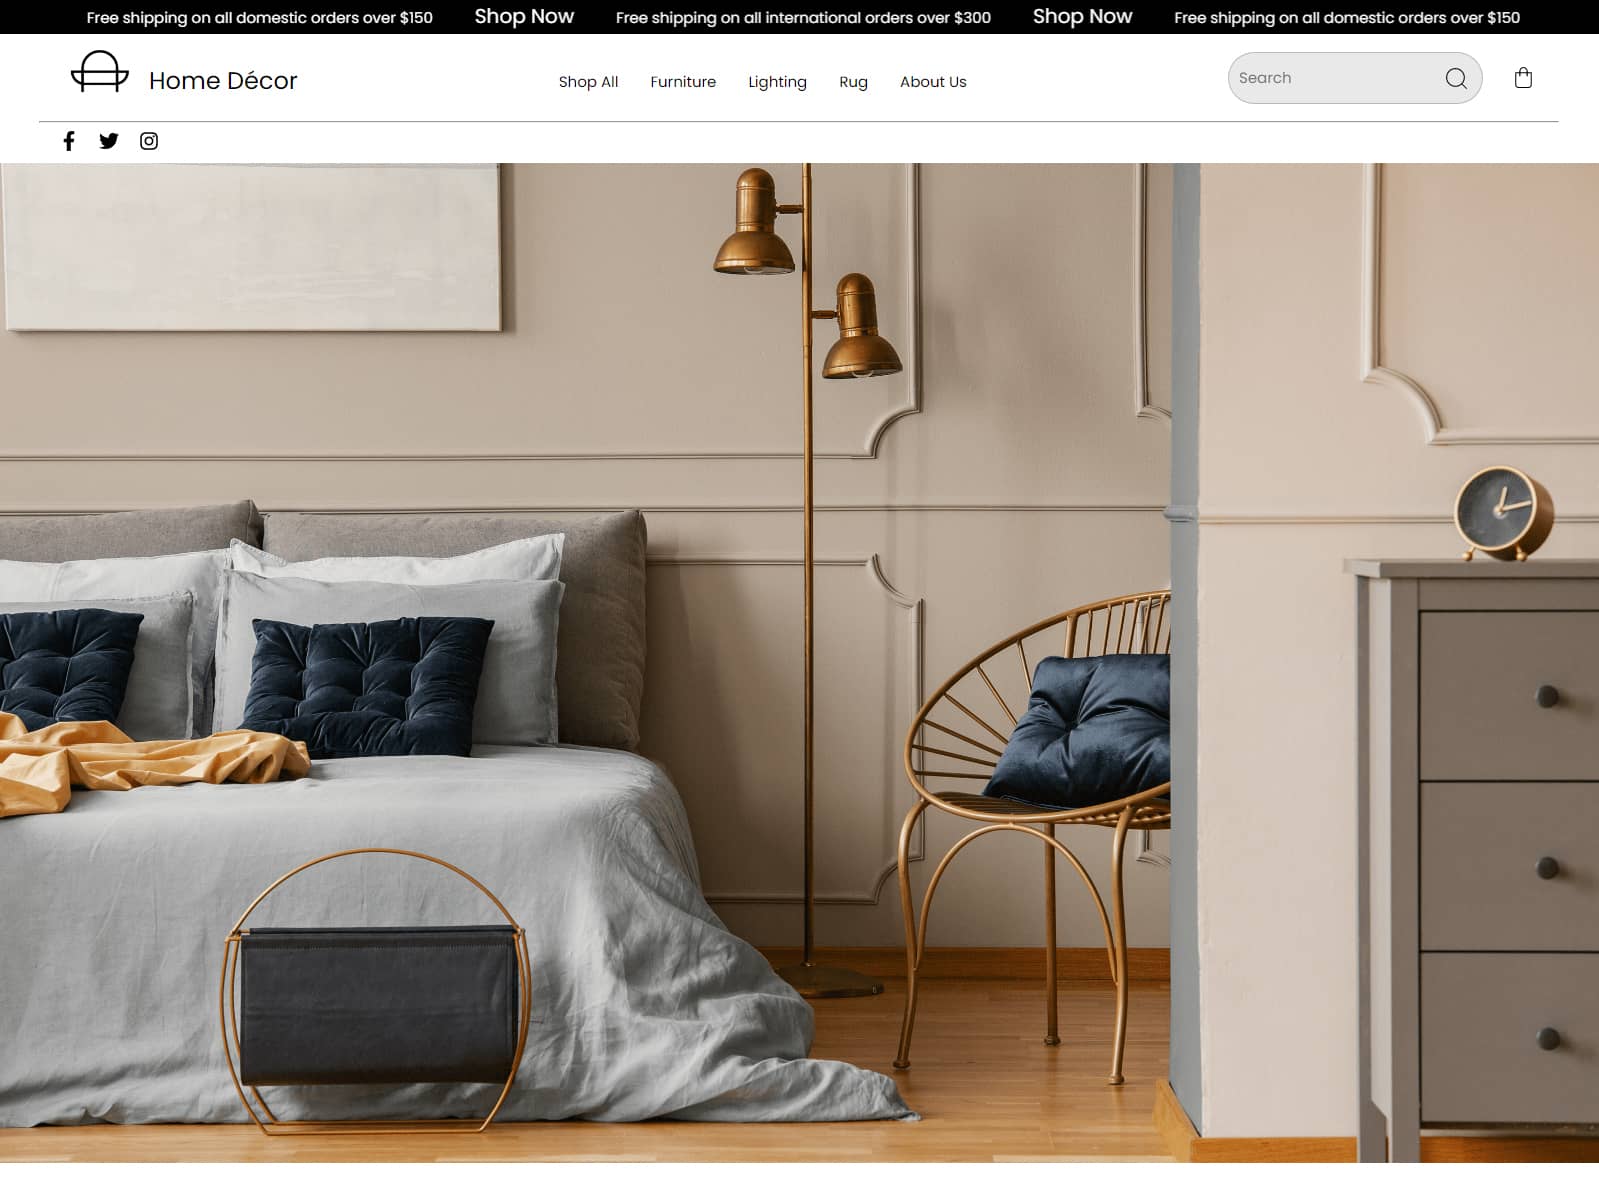 Free shipping on all domestic orders over $150 Shop Now Free shipping on all international orders over $300 Shop Now Free shipping on all domestic orders over $150
Home Décor
Shop All Furniture Lighting Rug About Us
Search